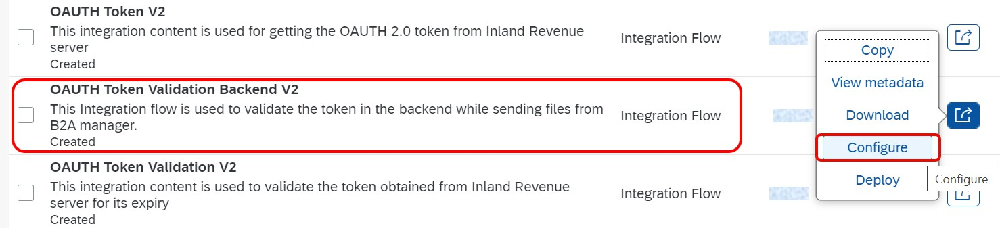 OAUTH Token V2
This integration content is used for getting the OAUTH 2.0 token from Inland Revenue
server
Created
Integration Flow
OAUTH Token Validation Backend V2
This Integration flow is used to validate the token in the backend while sending files from
B2A manager.
Created
Integration Flow
OAUTH Token Validation V2
This integration content is used to validate the token obtained from Inland Revenue
server for its expiry
Created
Integration Flow
Copy
View metadata
Download
Configure
Deploy
Configure